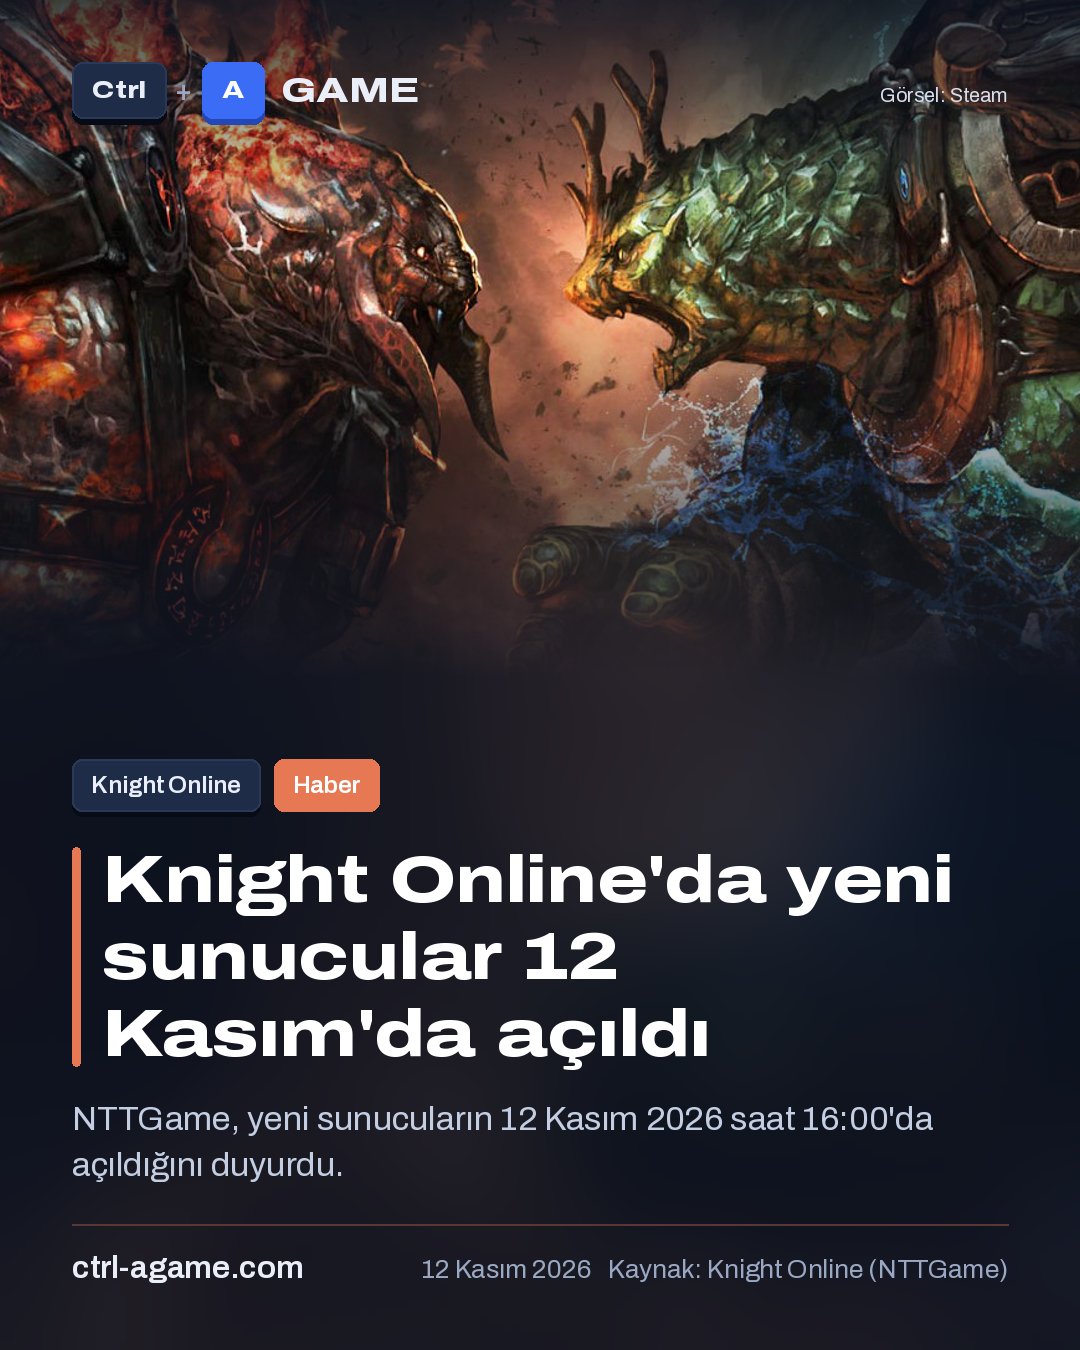 Ctrl + A GAME
Görsel: Steam
Knight Online
Haber
Knight Online'da yeni
sunucular 12
Kasım'da açıldı
NTTGame, yeni sunucuların 12 Kasım 2026 saat 16:00'da
açıldığını duyurdu.
ctrl-agame.com
12 Kasım 2026 Kaynak: Knight Online (NTTGame)